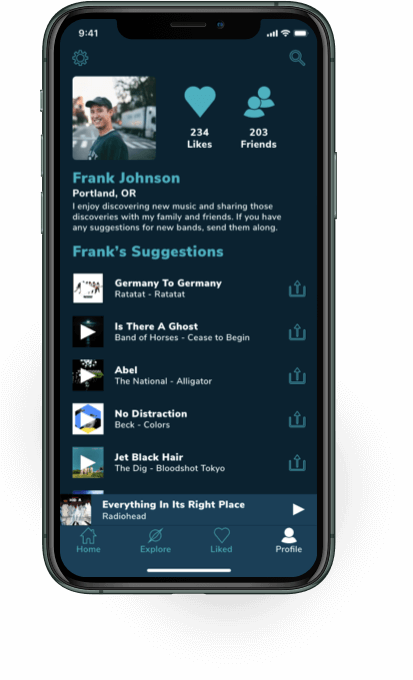 9:41
234
Likes
203
Friends
Frank Johnson
Portland, OR
I enjoy discovering new music and sharing those
discoveries with my family and friends. If you have
any suggestions for new bands, send them along.
Frank's Suggestions
Germany To Germany
Ratatat - Ratatat
Is There A Ghost
Band of Horses - Cease to Begin
Abel
The National - Alligator
No Distraction
Beck - Colors
Jet Black Hair
The Dig - Bloodshot Tokyo
Everything In Its Right Place
Radiohead
Home
Explore
Liked
Profile